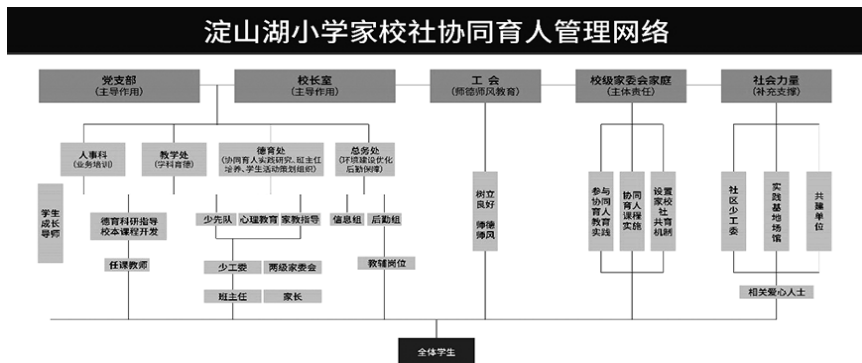 淀山湖小学家校社协同育人管理网络
党支部
(主导作用)
校长室
(主导作用)
工会
(师德师风教育)
校级家委会家庭
(主体责任)
社会力量
(补充支撑)
人事科
(业务培训)
教学处
(学科育德)
德育处
(协同育人实践研究、班主任
培养、学生活动策划组织)
总务处
(环境建设优化
后勤保障)
学生
成长
导师
德育科研指导
校本课程开发
任课教师
少先队
心理教育
家教指导
信息组
后勤组
少工委
两级家委会
教辅岗位
班主任
家长
树立
良好
师德
师风
参与
协同
育人
教育
实践
协同
育人
课程
实施
设置
家校
社
共育
机制
社区少工委
实践基地场馆
共建单位
相关爱心人士
全体学生